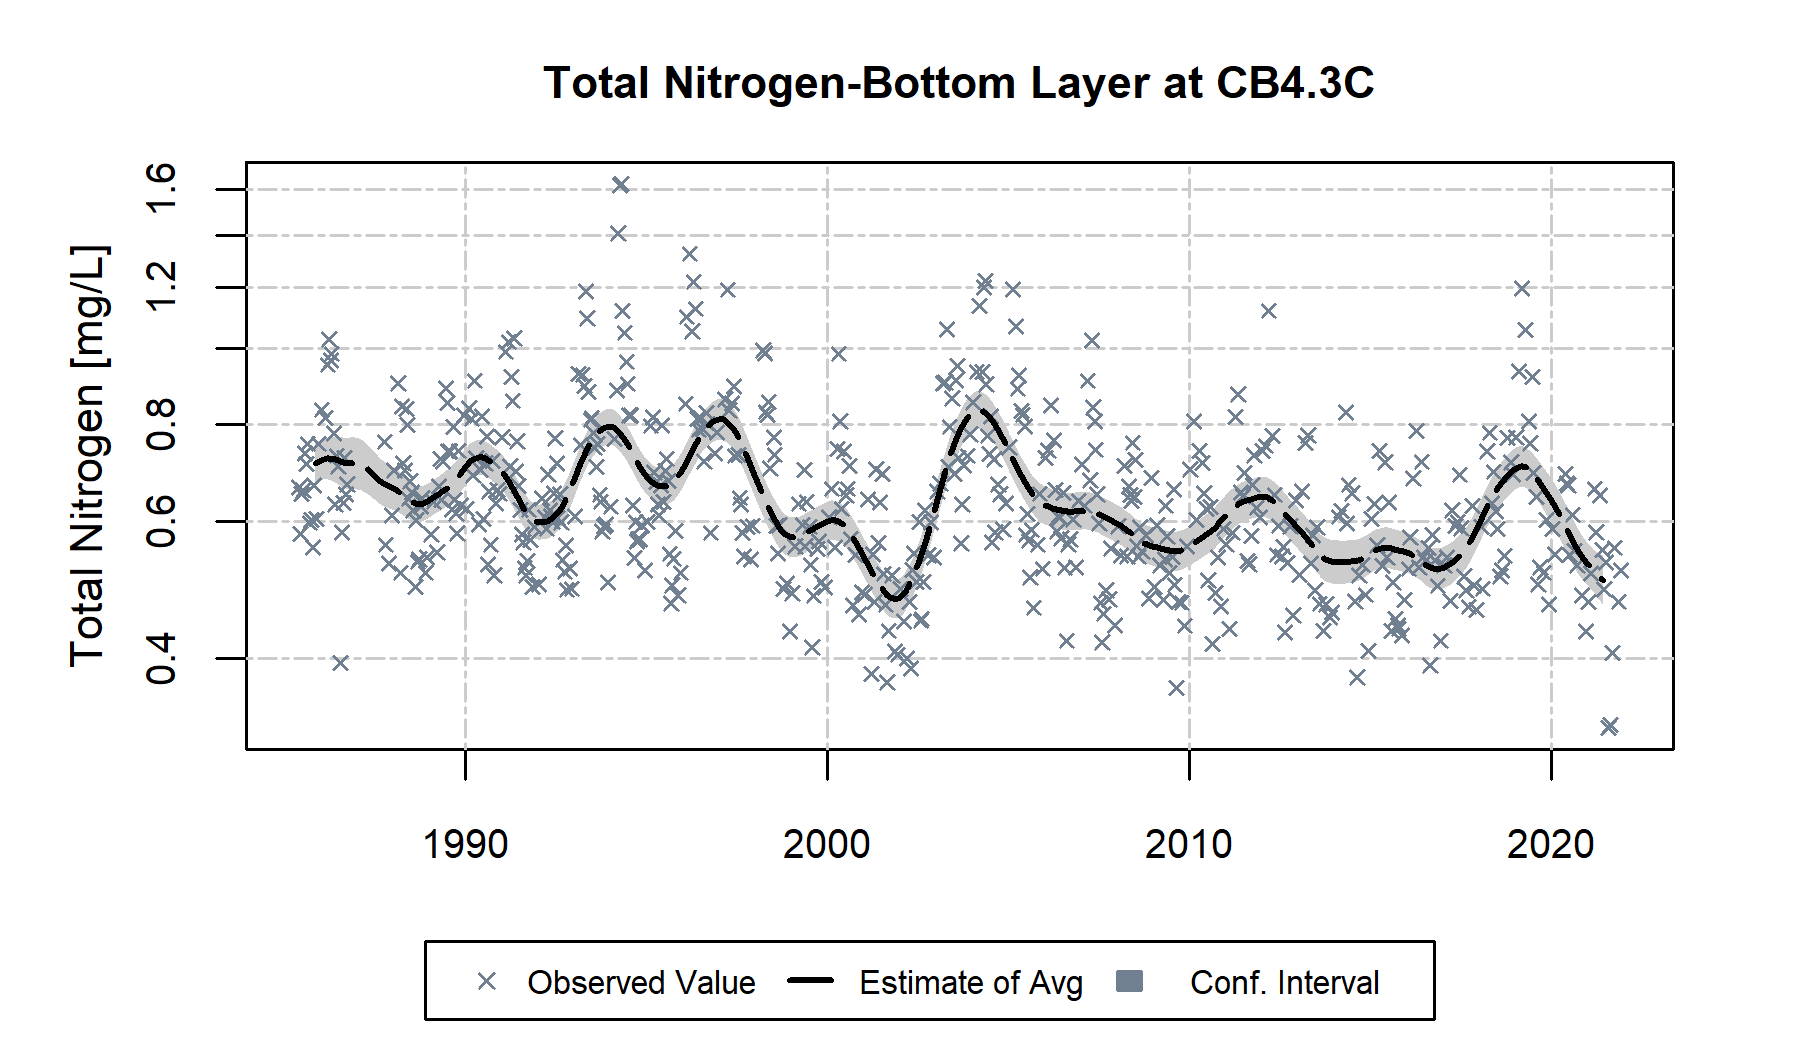 Total Nitrogen-Bottom Layer at CB4.3C
Total Nitrogen [mg/L]
1.6
1.2
0.8
0.6
0.4
1990 2000 2010 2020
Observed Value Estimate of Avg Conf. Interval